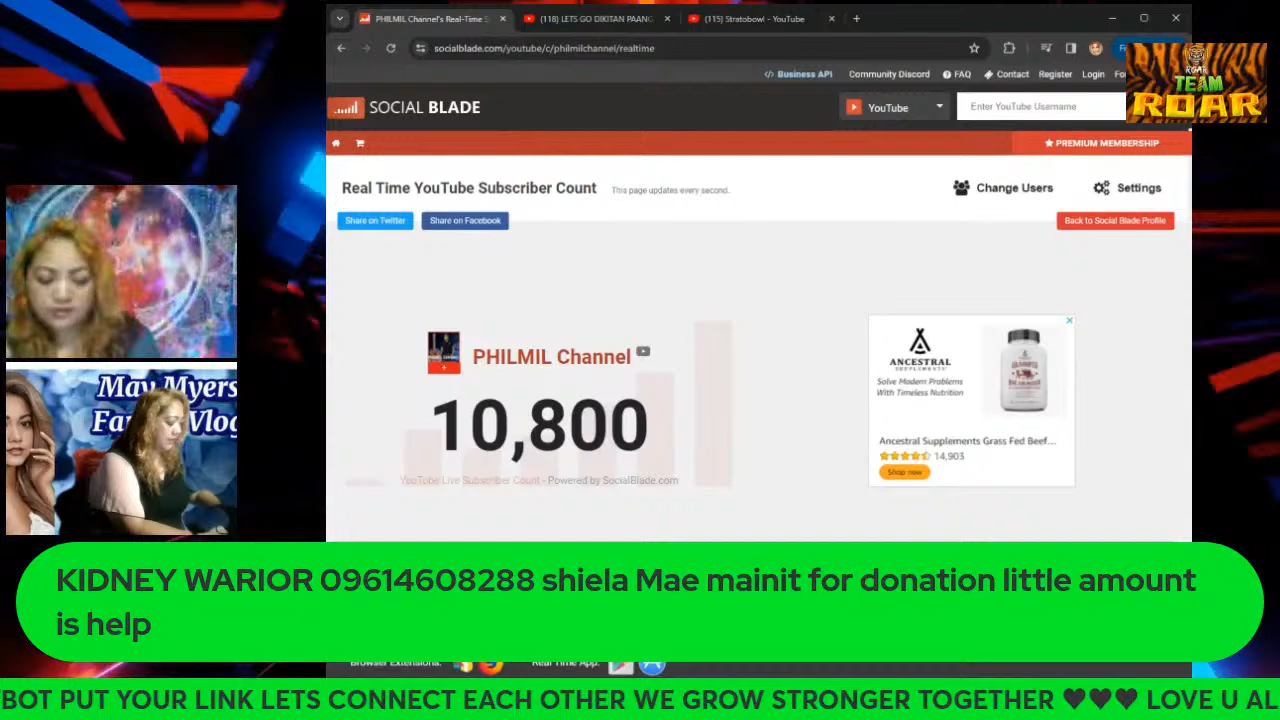 PHILMIL Channel's Real-Time S
(118) LETS GO DIKITAN PAANG
(115) Stratobowl - YouTube
socialblade.com/youtube/c/philmilchannel/realtime
Business API
Community Discord
FAQ
Contact
Register
Login
ROAR
TEAM
ROAR
SOCIAL BLADE
YouTube
Enter YouTube Username
PREMIUM MEMBERSHIP
Real Time YouTube Subscriber Count
This page updates every second.
Change Users
Settings
Share on Twitter
Share on Facebook
Back to Social Blade Profile
PHILMIL Channel
10,800
YouTube Live Subscriber Count - Powered by SocialBlade.com
ANCESTRAL
SUPPLEMENTS
Solve Modern Problems
With Timeless Nutrition
Ancestral Supplements Grass Fed Beef...
14,903
Shop now
May Myers
KIDNEY WARIOR 09614608288 shiela Mae mainit for donation little amount
is help
Browser Extensions:
Real Time App:
BOT PUT YOUR LINK LETS CONNECT EACH OTHER WE GROW STRONGER TOGETHER ♥♥♥ LOVE U AL